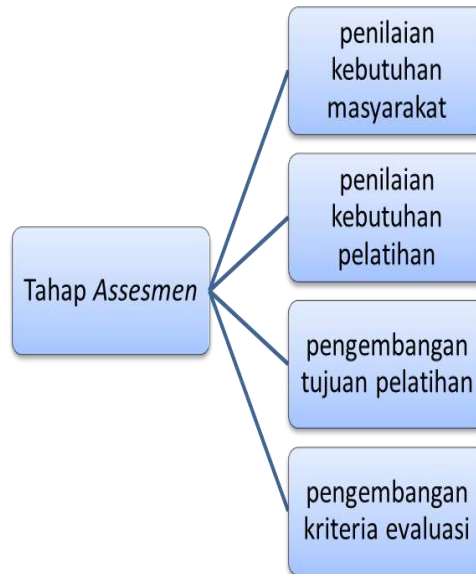 penilaian
kebutuhan
masyarakat
penilaian
kebutuhan
pelatihan
Tahap Assesmen
pengembangan
tujuan pelatihan
pengembangan
kriteria evaluasi